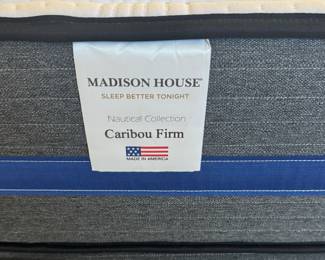 MADISON HOUSE®
SLEEP BETTER TONIGHT
Nautical Collection
Caribou Firm
MADE IN AMERICA